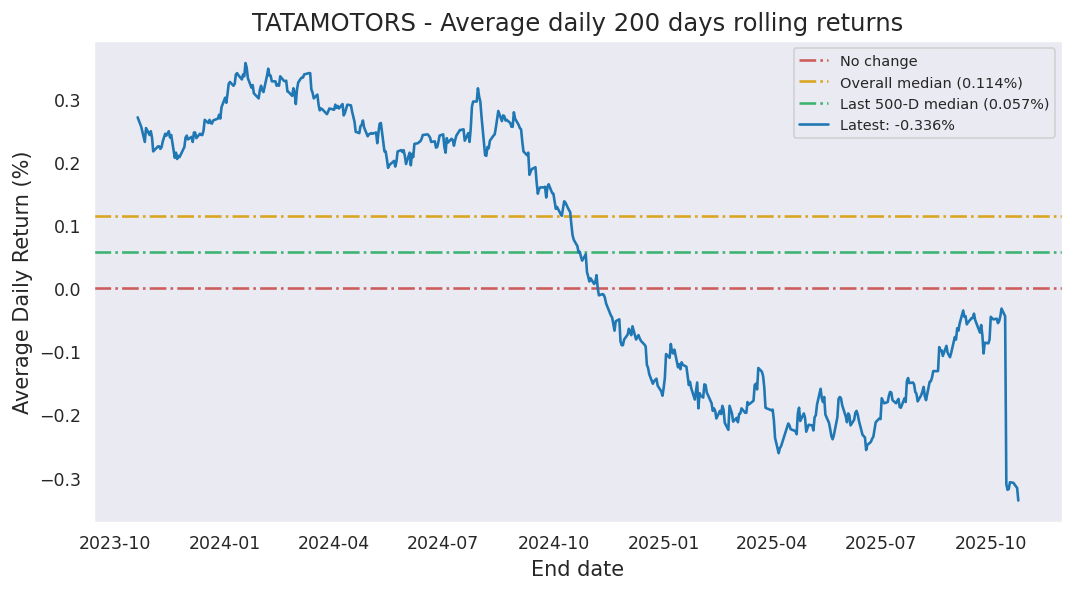 TATAMOTORS - Average daily 200 days rolling returns
No change
Overall median (0.114%)
Last 500-D median (0.057%)
Latest: -0.336%
Average Daily Return (%)
0.3
0.2
0.1
0.0
−0.1
−0.2
−0.3
2023-10 2024-01 2024-04 2024-07 2024-10 2025-01 2025-04 2025-07 2025-10
End date